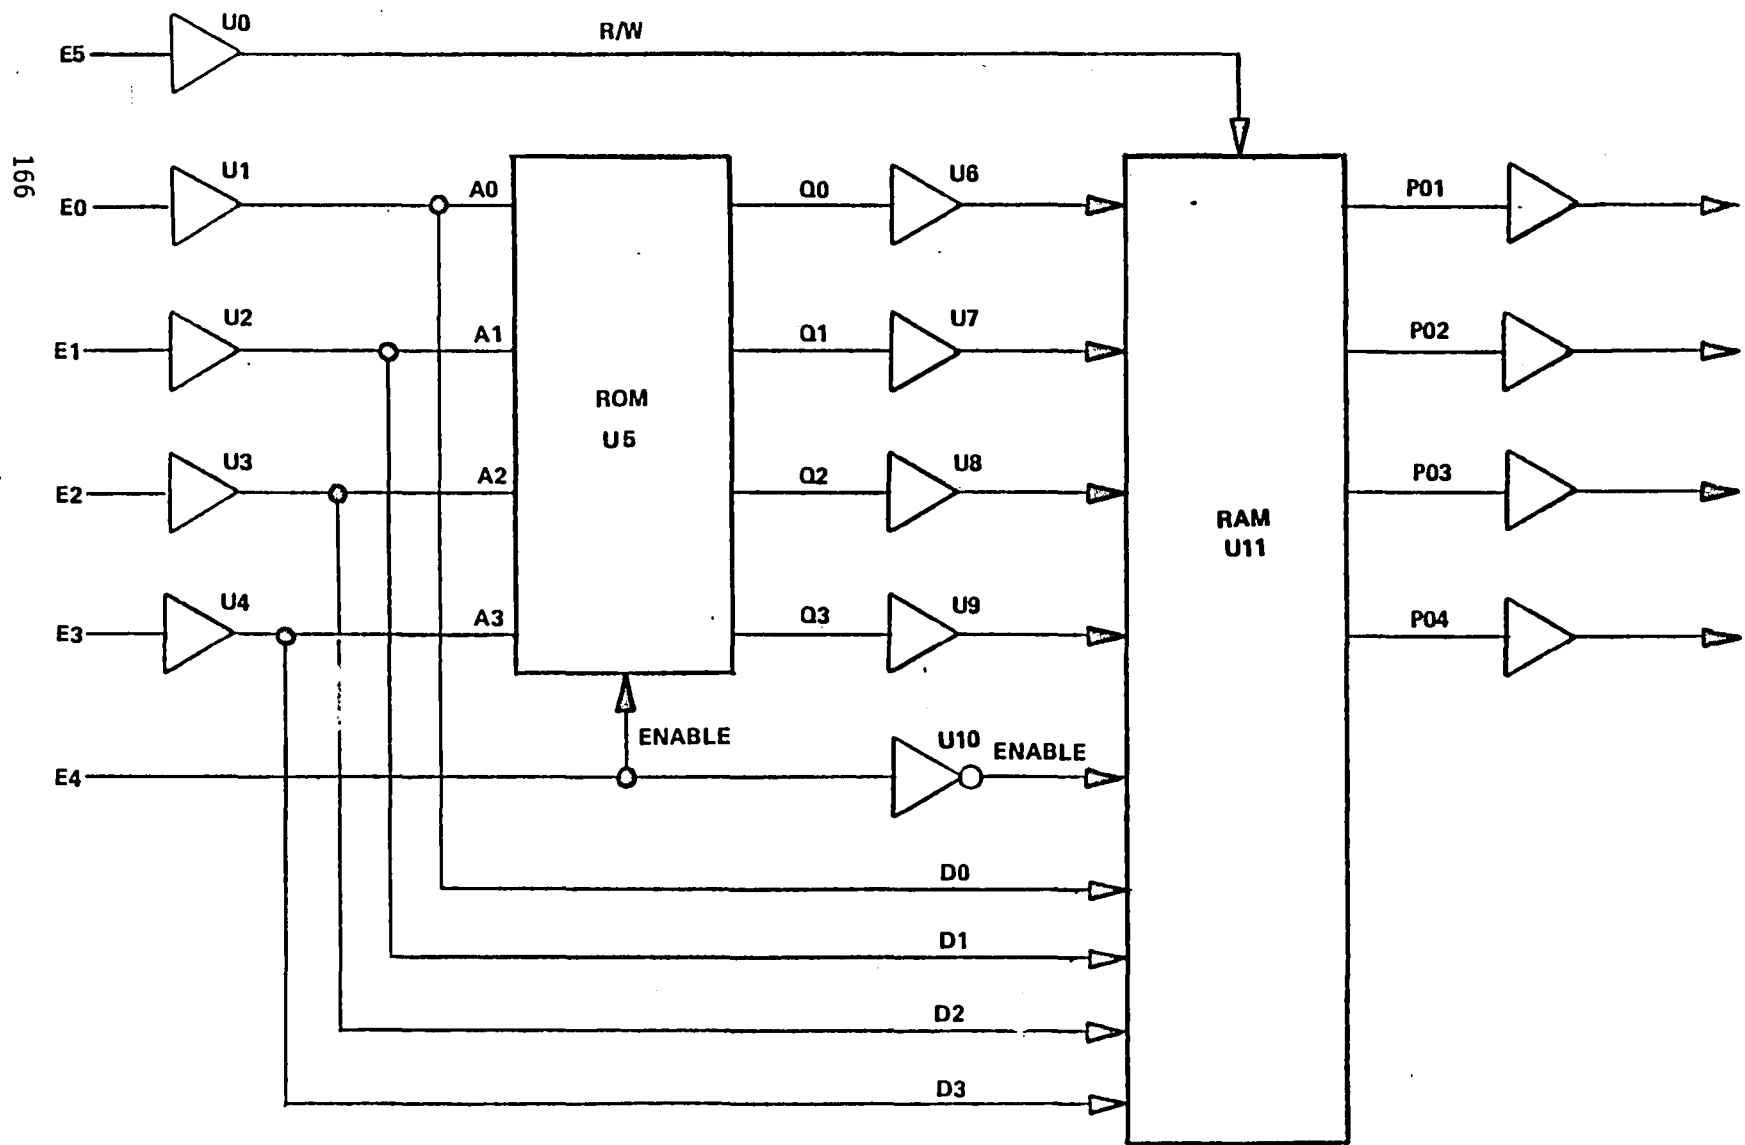 U0
E5
R/W
166
U1
E0
A0
Q0
U6
P01
U2
E1
A1
Q1
U7
P02
ROM
U5
U3
E2
A2
Q2
U8
P03
RAM
U11
U4
E3
A3
Q3
U9
P04
ENABLE
U10
ENABLE
E4
D0
D1
D2
D3